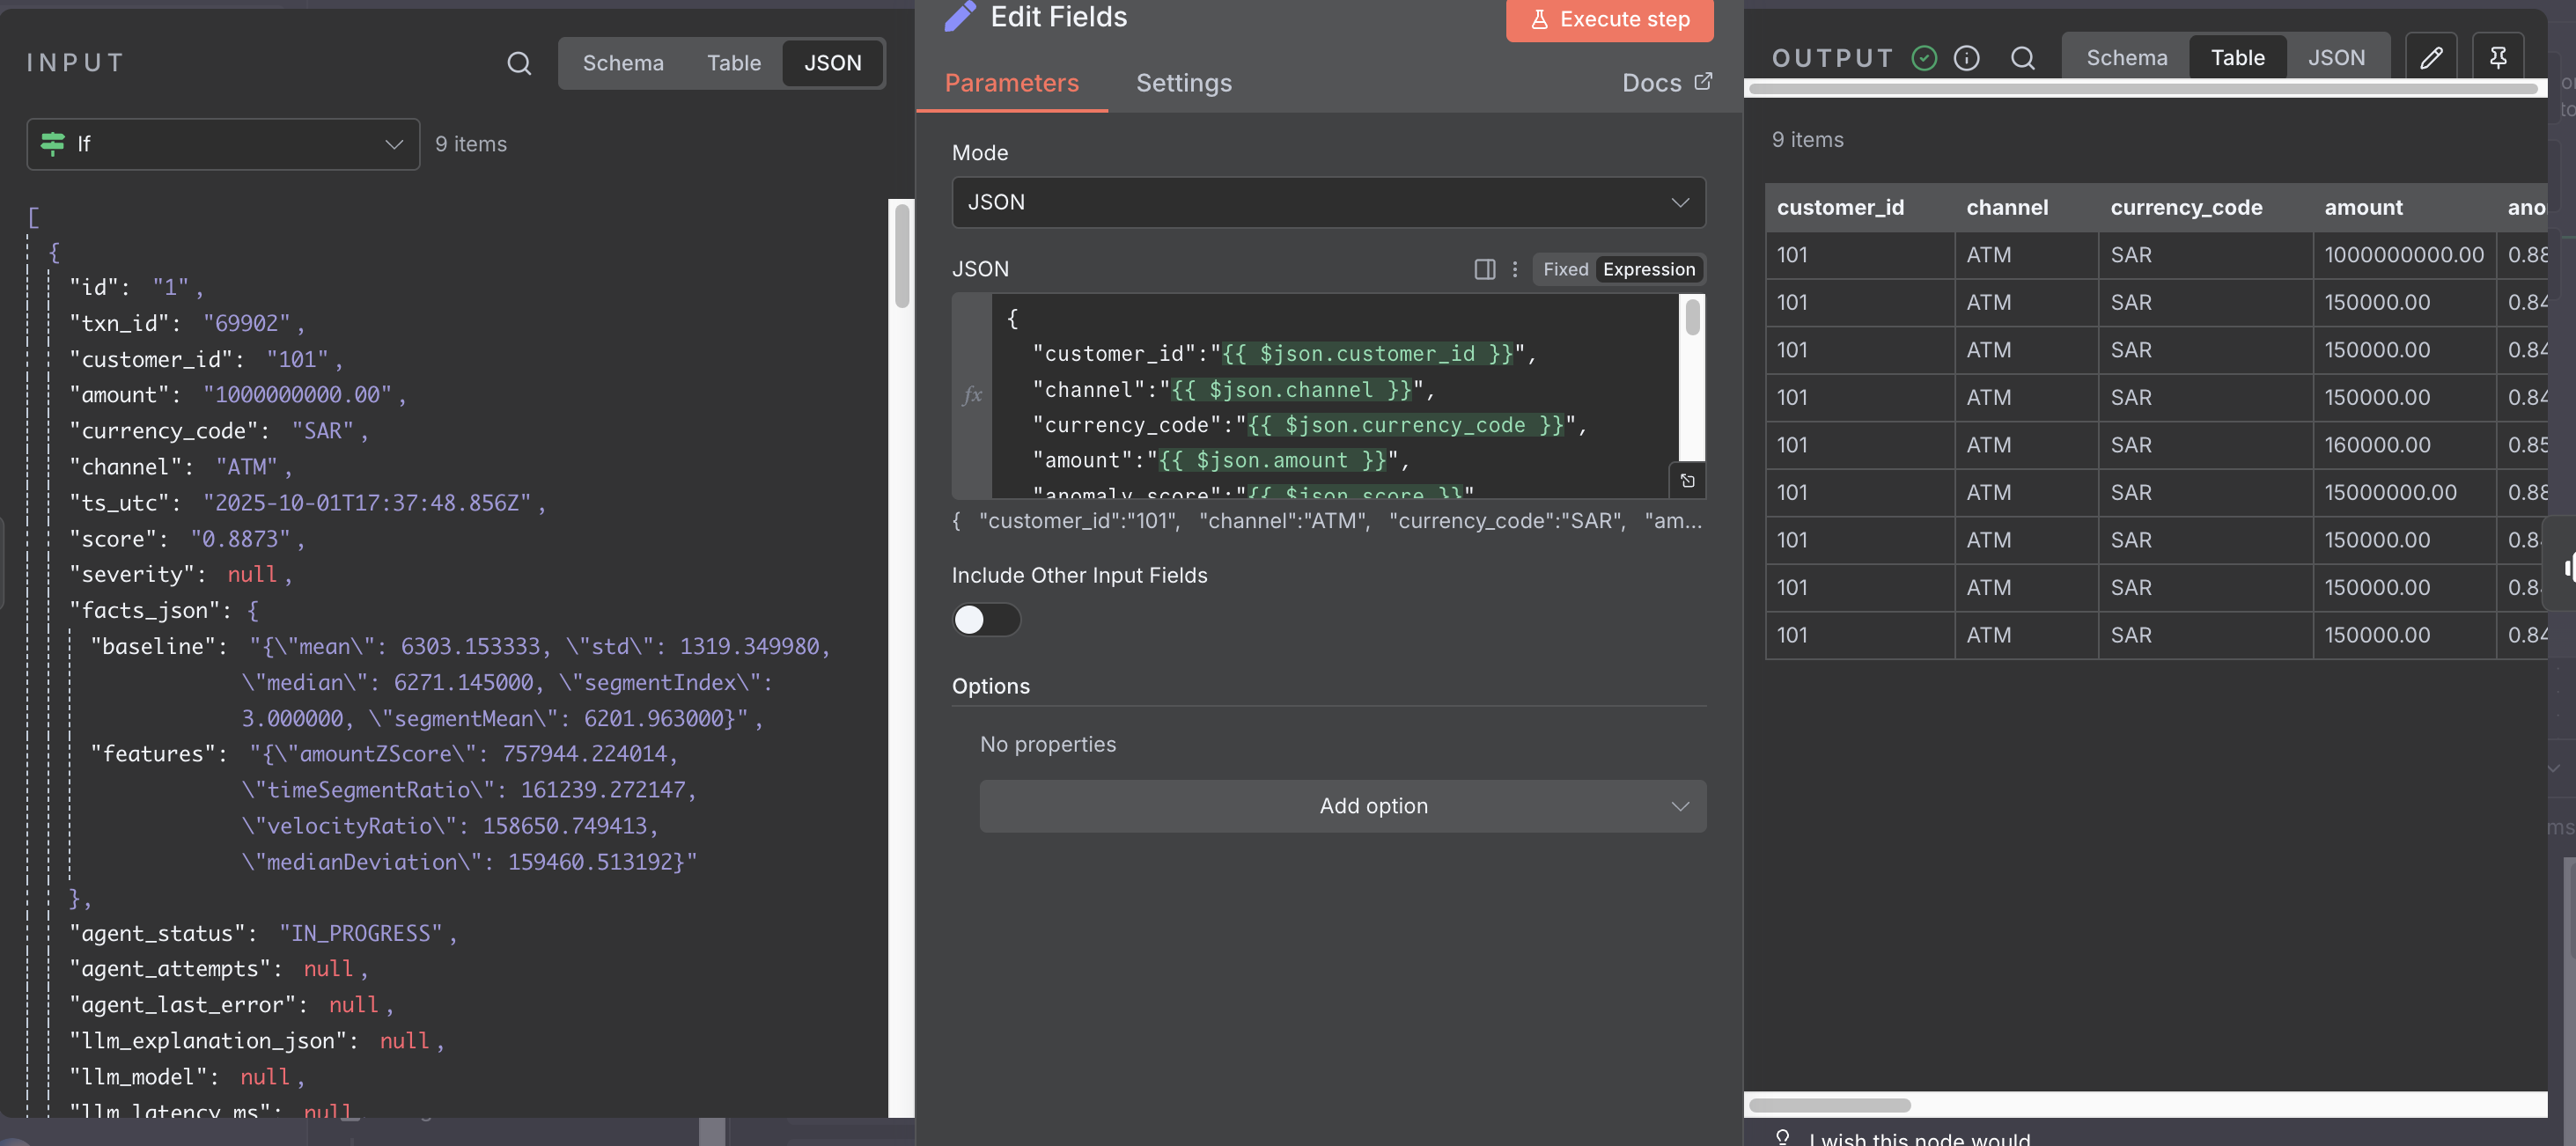 INPUT
Schema Table JSON
If
9 items
[
{
"id": "1",
"txn_id": "69902",
"customer_id": "101",
"amount": "1000000000.00",
"currency_code": "SAR",
"channel": "ATM",
"ts_utc": "2025-10-01T17:37:48.856Z",
"score": "0.8873",
"severity": null,
"facts_json": {
"baseline": "{\"mean\": 6303.153333, \"std\": 1319.349980,
\"median\": 6271.145000, \"segmentIndex\":
3.000000, \"segmentMean\": 6201.963000}",
"features": "{\"amountZScore\": 757944.224014,
\"timeSegmentRatio\": 161239.272147,
\"velocityRatio\": 158650.749413,
\"medianDeviation\": 159460.513192}"
},
"agent_status": "IN_PROGRESS",
"agent_attempts": null,
"agent_last_error": null,
"llm_explanation_json": null,
"llm_model": null,
"llm_latency_ms": null
Edit Fields
Execute step
Parameters Settings Docs
Mode
JSON
JSON
Fixed Expression
fx
{
"customer_id":"{{ $json.customer_id }}",
"channel":"{{ $json.channel }}",
"currency_code":"{{ $json.currency_code }}",
"amount":"{{ $json.amount }}",
"anomaly_score":"{{ $json.score }}"
{ "customer_id":"101", "channel":"ATM", "currency_code":"SAR", "am...
Include Other Input Fields
Options
No properties
Add option
OUTPUT
Schema Table JSON
9 items
customer_id channel currency_code amount ano
101 ATM SAR 1000000000.00 0.88
101 ATM SAR 150000.00 0.84
101 ATM SAR 150000.00 0.84
101 ATM SAR 150000.00 0.84
101 ATM SAR 160000.00 0.85
101 ATM SAR 15000000.00 0.88
101 ATM SAR 150000.00 0.84
101 ATM SAR 150000.00 0.84
101 ATM SAR 150000.00 0.84
I wish this node would